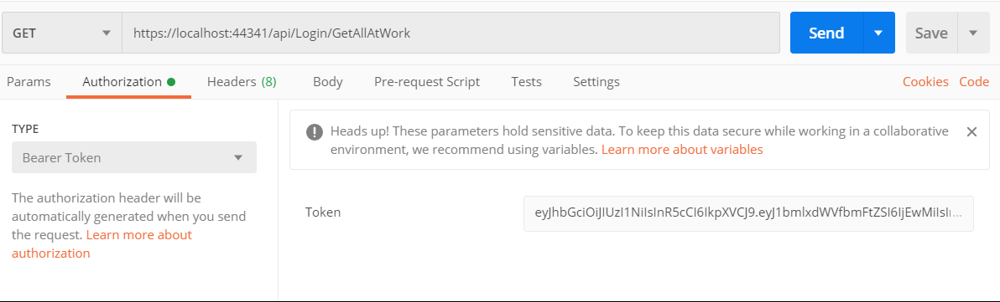 GET https://localhost:44341/api/Login/GetAllAtWork Send Save
Params Authorization Headers (8) Body Pre-request Script Tests Settings Cookies Code
TYPE
Bearer Token
The authorization header will be
automatically generated when you send
the request. Learn more about
authorization
Heads up! These parameters hold sensitive data. To keep this data secure while working in a collaborative
environment, we recommend using variables. Learn more about variables
Token
eyJhbGciOiJIUzI1NiIsInR5cCI6IkpXVCJ9.eyJ1bmlxdWVfbmFtZSI6IjEwMiIsIr...